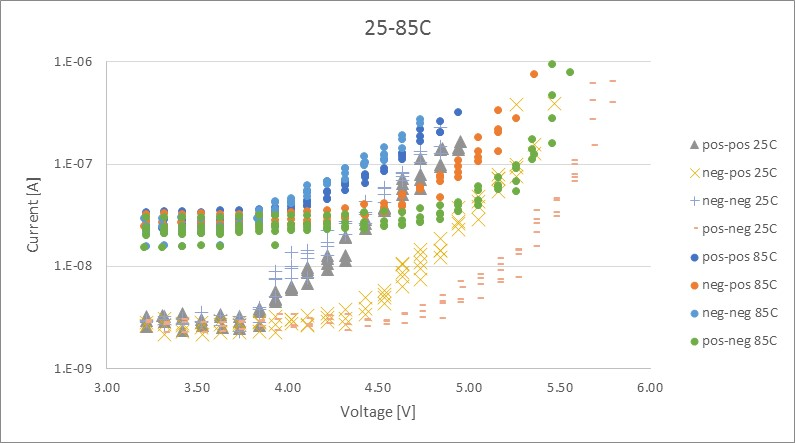 25-85C
1.E-06
1.E-07
1.E-08
1.E-09
Current [A]
3.00 3.50 4.00 4.50 5.00 5.50 6.00
Voltage [V]
pos-pos 25C
neg-pos 25C
neg-neg 25C
pos-neg 25C
pos-pos 85C
neg-pos 85C
neg-neg 85C
pos-neg 85C